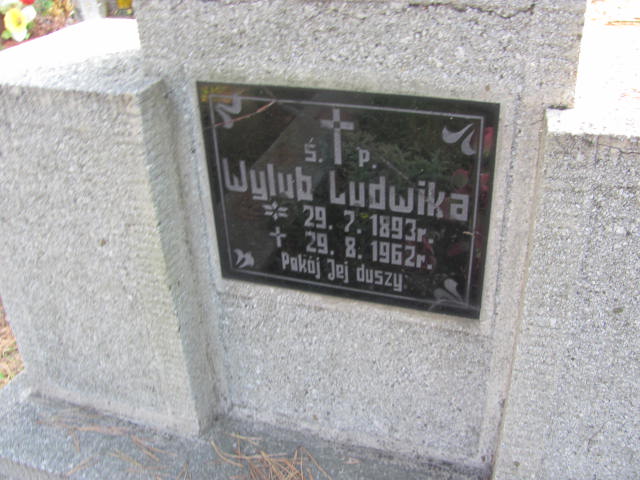 ś. p.
Wylub Ludwika
29. 7. 1893r.
29. 8. 1962r.
Pokój Jej duszy.